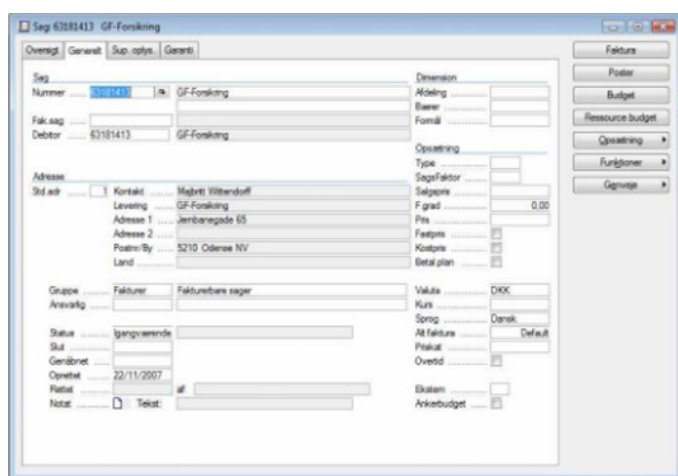 Sag: 63181413 GF-Forsikring
Oversigt Generelt Sup. oplys. Garanti
Sag
Nummer 63181413 GF-Forsikring
Fak.sag
Debitor 63181413 GF-Forsikring
Adresse
Std.adr 1 Kontakt Majbritt Wittendorff
Levering GF-Forsikring
Adresse 1 Jernbanegade 65
Adresse 2
Postnr/By 5210 Odense NV
Land
Gruppe Fakturer Fakturerbare sager
Ansvarlig
Status Igangværende
Slut
Genåbnet
Oprettet 22/11/2007
Rettet af
Notat Tekst:
Dimension
Afdeling
Bærer
Formål
Opsætning
Type
SagsFaktor
Salgspris
F.grad 0,00
Pris
Fastpris
Kostpris
Betal.plan
Valuta DKK
Kurs
Sprog Dansk
Alt faktura Default
Priskat
Overtid
Ekstern
Ankerbudget
Faktura
Poster
Budget
Ressource budget
Opsætning
Funktioner
Genveje